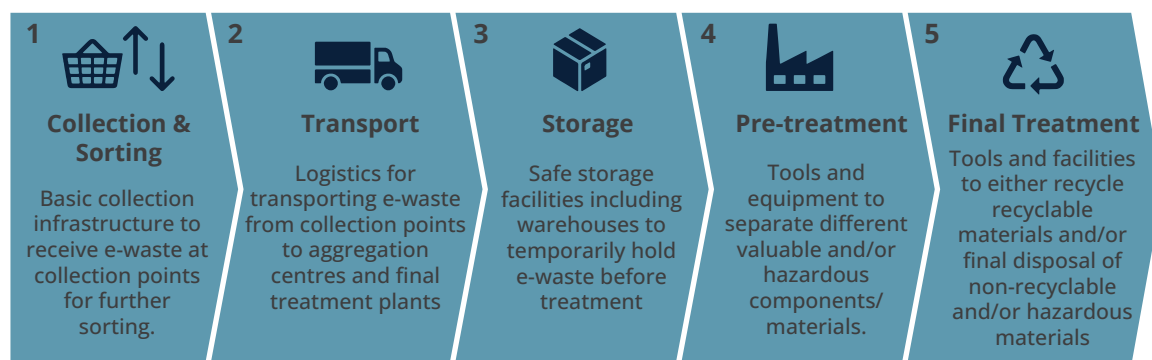 1
Collection &
Sorting
Basic collection
infrastructure to
receive e-waste at
collection points
for further
sorting.
2
Transport
Logistics for
transporting e-waste
from collection points
to aggregation
centres and final
treatment plants
3
Storage
Safe storage
facilities including
warehouses to
temporarily hold
e-waste before
treatment
4
Pre-treatment
Tools and
equipment to
separate different
valuable and/or
hazardous
components/
materials.
5
Final Treatment
Tools and facilities
to either recycle
recyclable
materials and/or
final disposal of
non-recyclable
and/or hazardous
materials